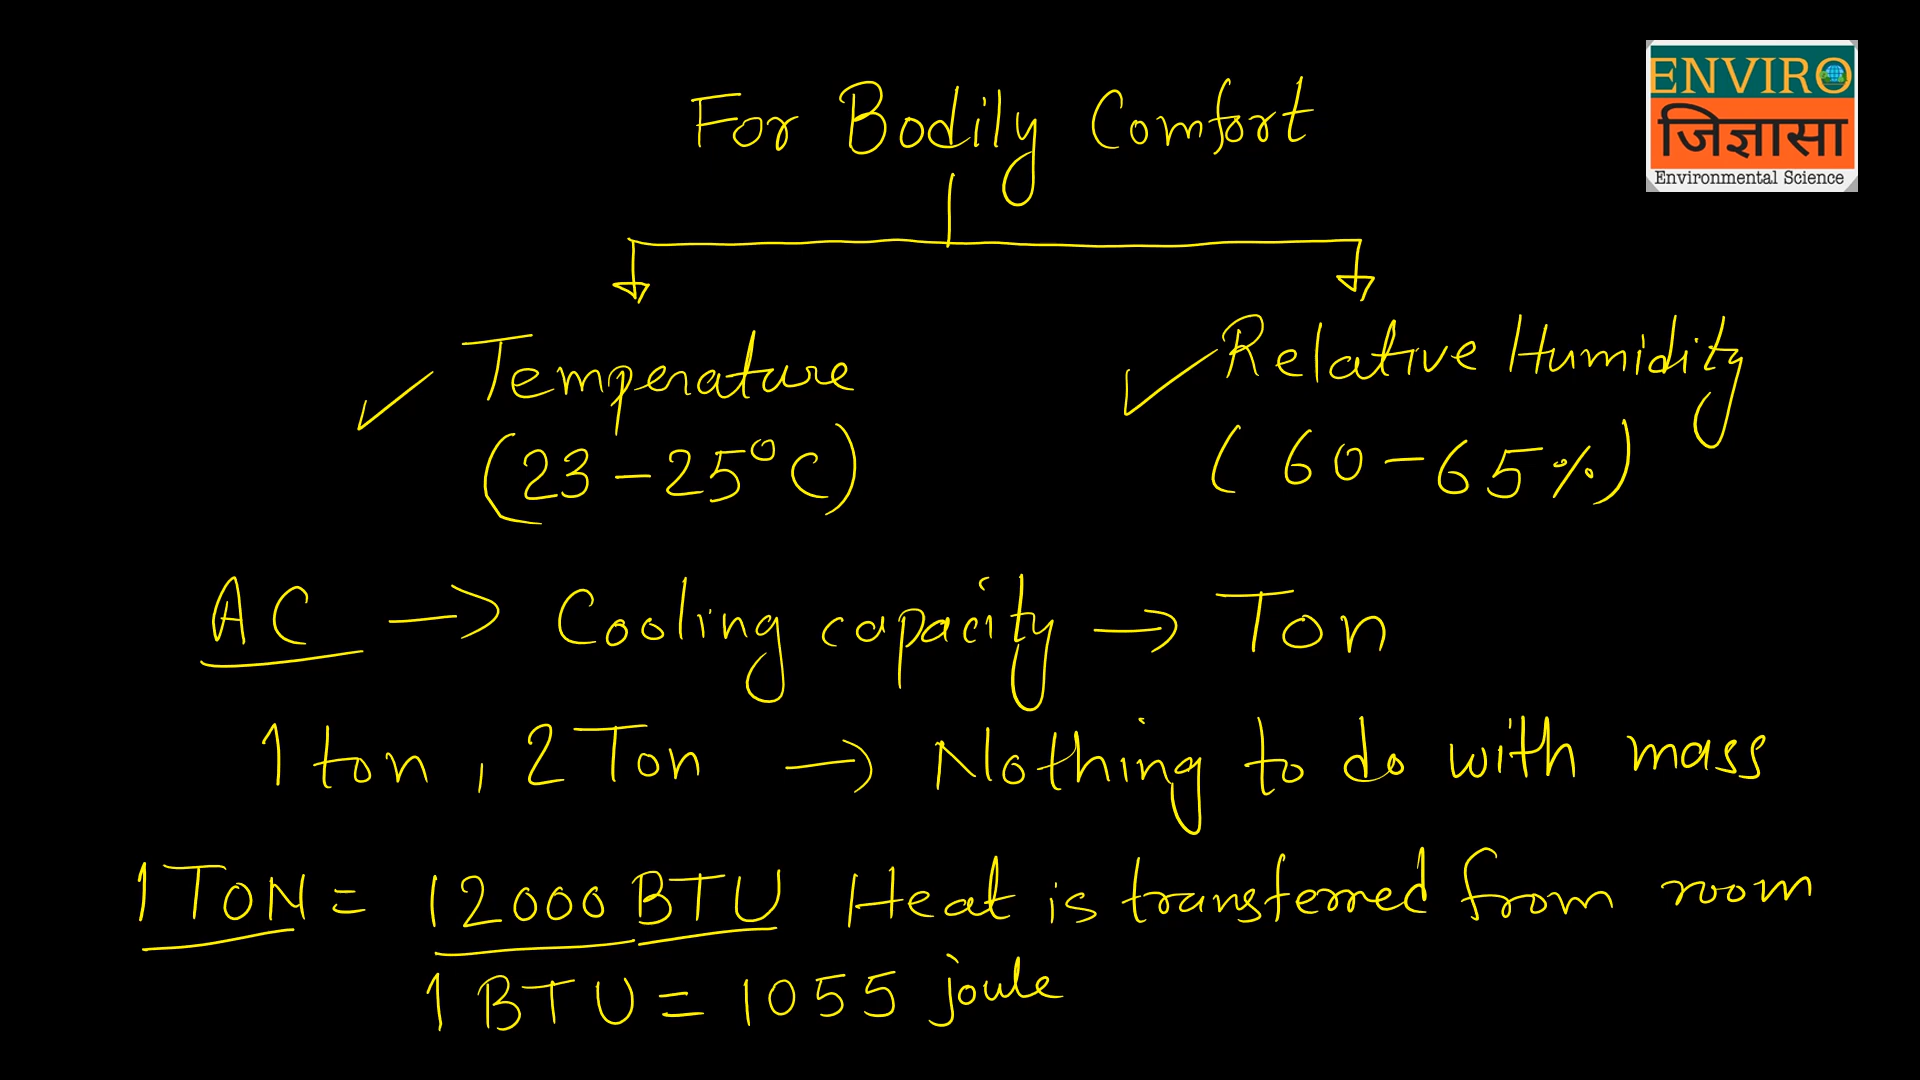 ENVIRO
जिज्ञासा
Environmental Science
For Bodily Comfort
Temperature
(23-25°C)
Relative Humidity
(60-65%)
AC → Cooling capacity → Ton
1 ton, 2 Ton → Nothing to do with mass
1 TON = 12000 BTU Heat is transferred from room
1 BTU = 1055 joule